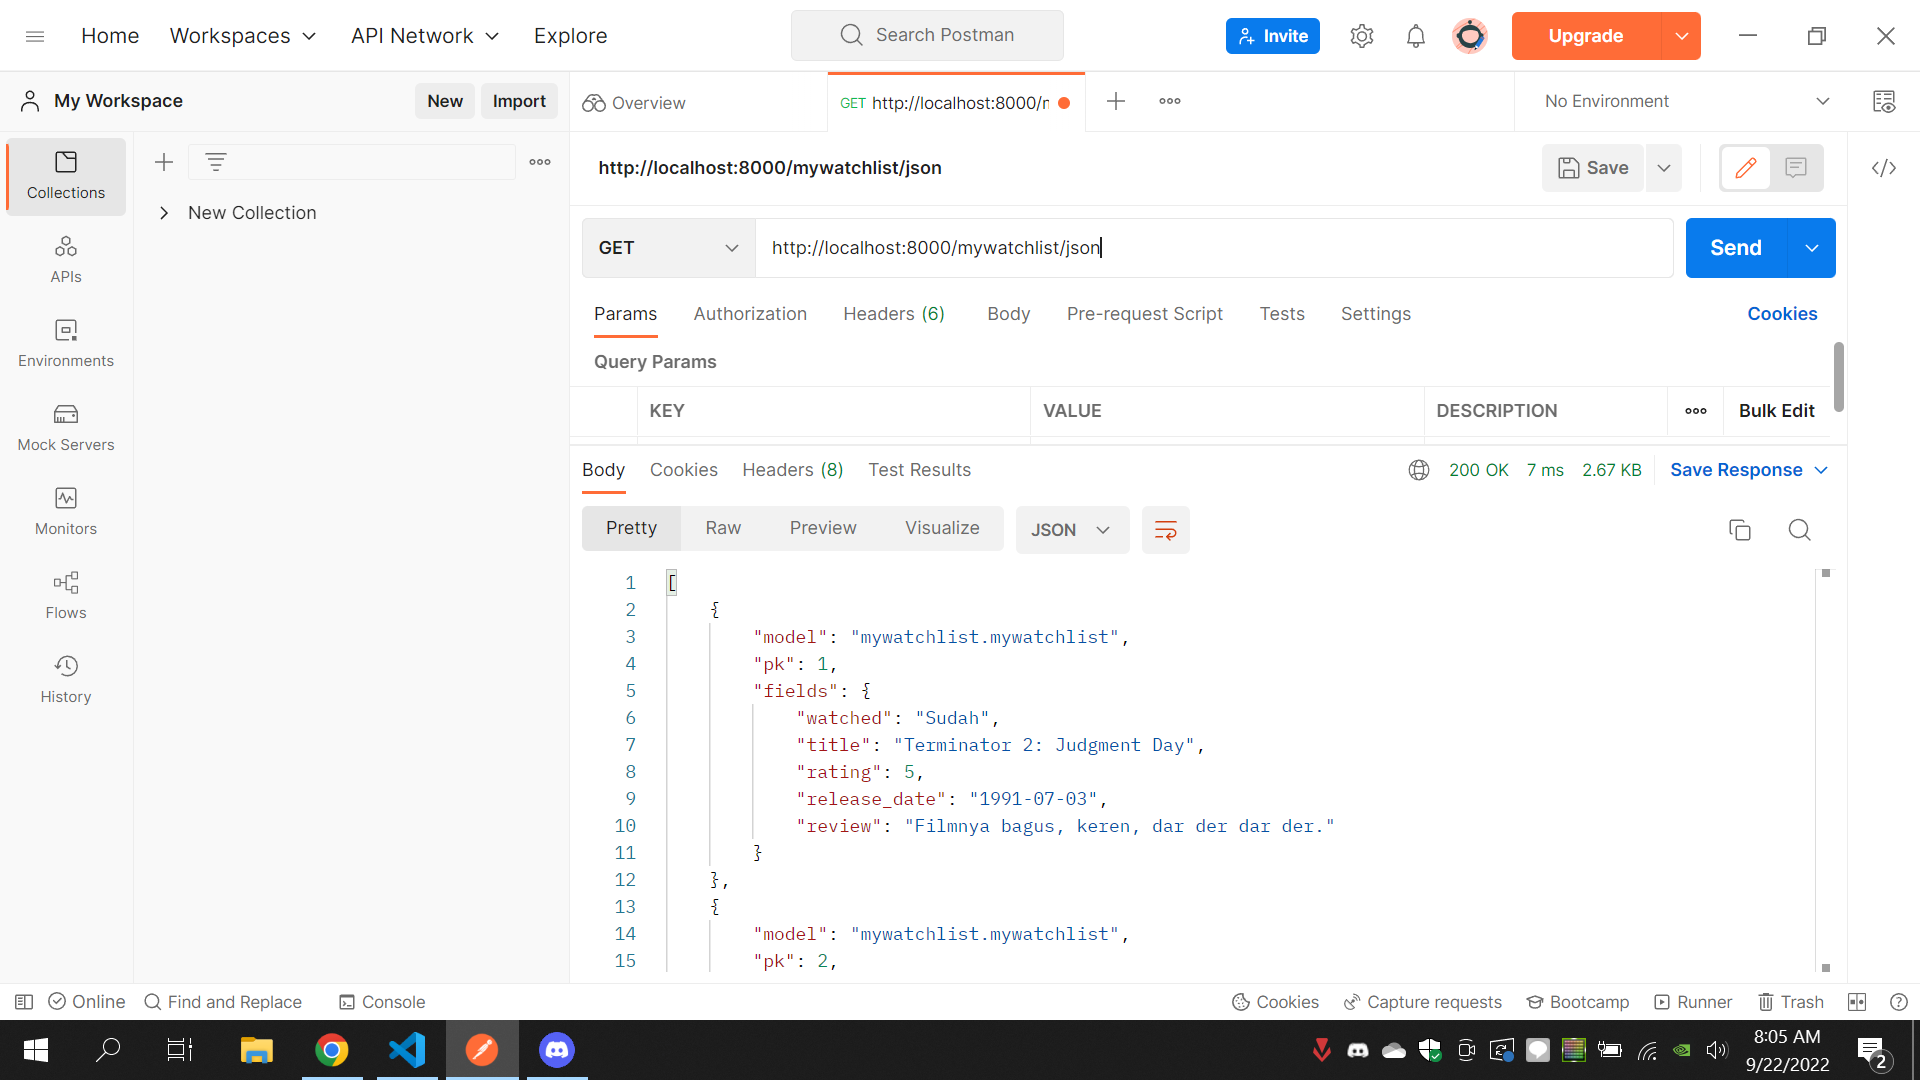 Home Workspaces API Network Explore Search Postman Invite Upgrade
My Workspace New Import Overview GET http://localhost:8000/m No Environment
Collections
New Collection
APIs
Environments
Mock Servers
Monitors
Flows
History
http://localhost:8000/mywatchlist/json Save
GET http://localhost:8000/mywatchlist/json Send
Params Authorization Headers (6) Body Pre-request Script Tests Settings Cookies
Query Params
KEY VALUE DESCRIPTION Bulk Edit
Body Cookies Headers (8) Test Results 200 OK 7 ms 2.67 KB Save Response
Pretty Raw Preview Visualize JSON
1 [
2 {
3 "model": "mywatchlist.mywatchlist",
4 "pk": 1,
5 "fields": {
6 "watched": "Sudah",
7 "title": "Terminator 2: Judgment Day",
8 "rating": 5,
9 "release_date": "1991-07-03",
10 "review": "Filmnya bagus, keren, dar der dar der."
11 }
12 },
13 {
14 "model": "mywatchlist.mywatchlist",
15 "pk": 2,
Online Find and Replace Console Cookies Capture requests Bootcamp Runner Trash
8:05 AM
9/22/2022
2